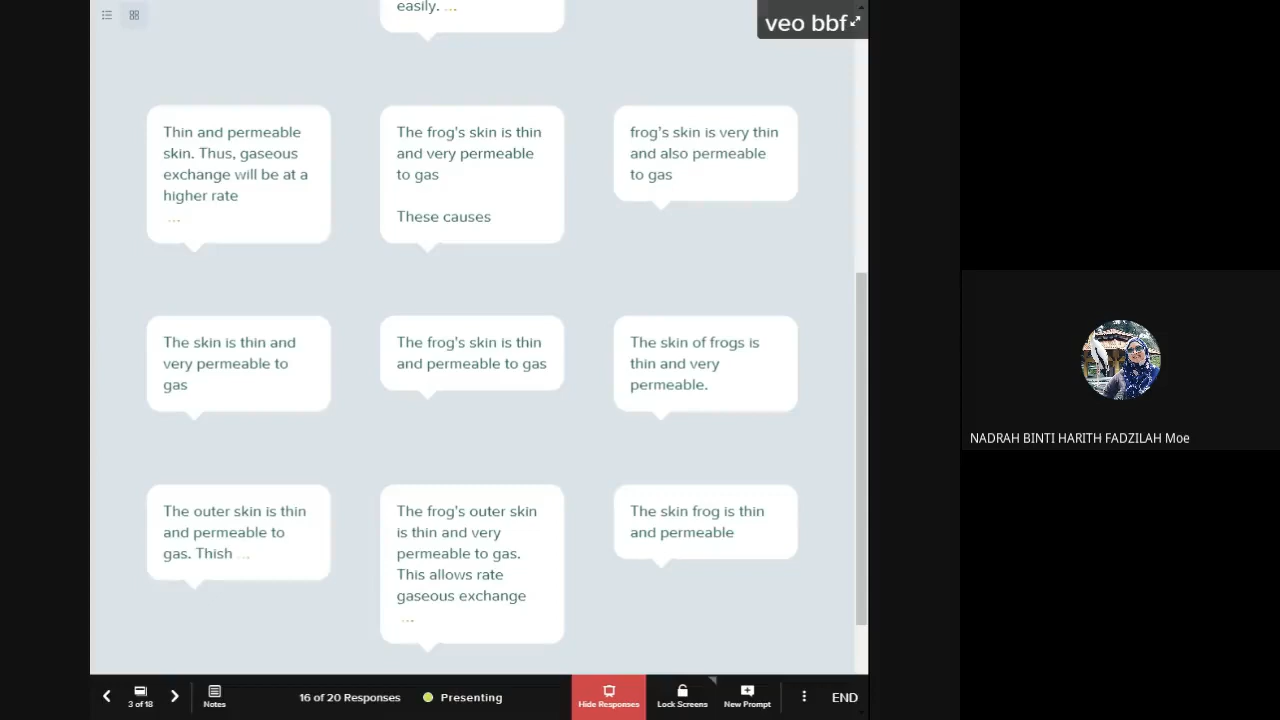 easily. ...
veo bbf
Thin and permeable
skin. Thus, gaseous
exchange will be at a
higher rate
...
The frog's skin is thin
and very permeable
to gas
These causes
frog's skin is very thin
and also permeable
to gas
The skin is thin and
very permeable to
gas
The frog's skin is thin
and permeable to gas
The skin of frogs is
thin and very
permeable.
The outer skin is thin
and permeable to
gas. Thish ...
The frog's outer skin
is thin and very
permeable to gas.
This allows rate
gaseous exchange
...
The skin frog is thin
and permeable
NADRAH BINTI HARITH FADZILAH Moe
3 of 18
Notes
16 of 20 Responses
Presenting
Hide Responses
Lock Screens
New Prompt
END